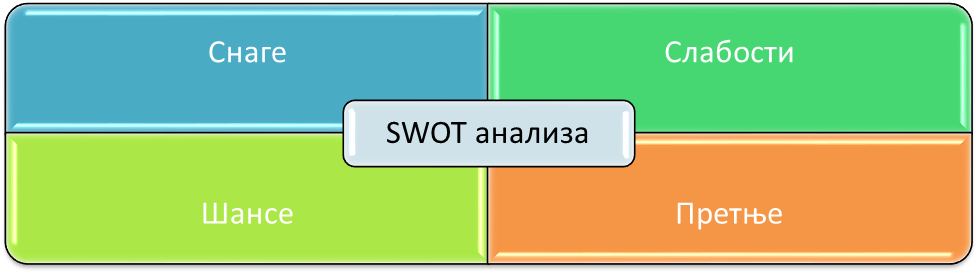 Снаге
Слабости
SWOT анализа
Шансе
Претње